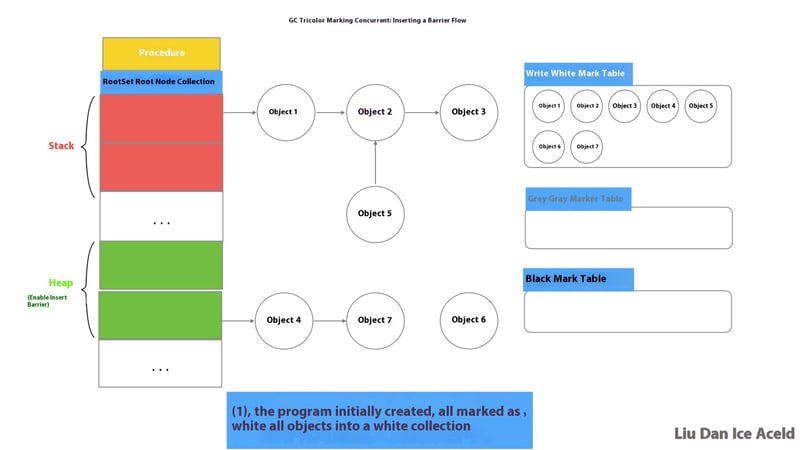 GC Tricolor Marking Concurrent: Inserting a Barrier Flow
Procedure
RootSet Root Node Collection
Stack
...
Heap
(Enable Insert
Barrier)
...
Object 1
Object 2
Object 3
Object 5
Object 4
Object 7
Object 6
Write White Mark Table
Object 1
Object 2
Object 3
Object 4
Object 5
Object 6
Object 7
Grey Gray Marker Table
Black Mark Table
(1), the program initially created, all marked as ,
white all objects into a white collection
Liu Dan Ice Aceld